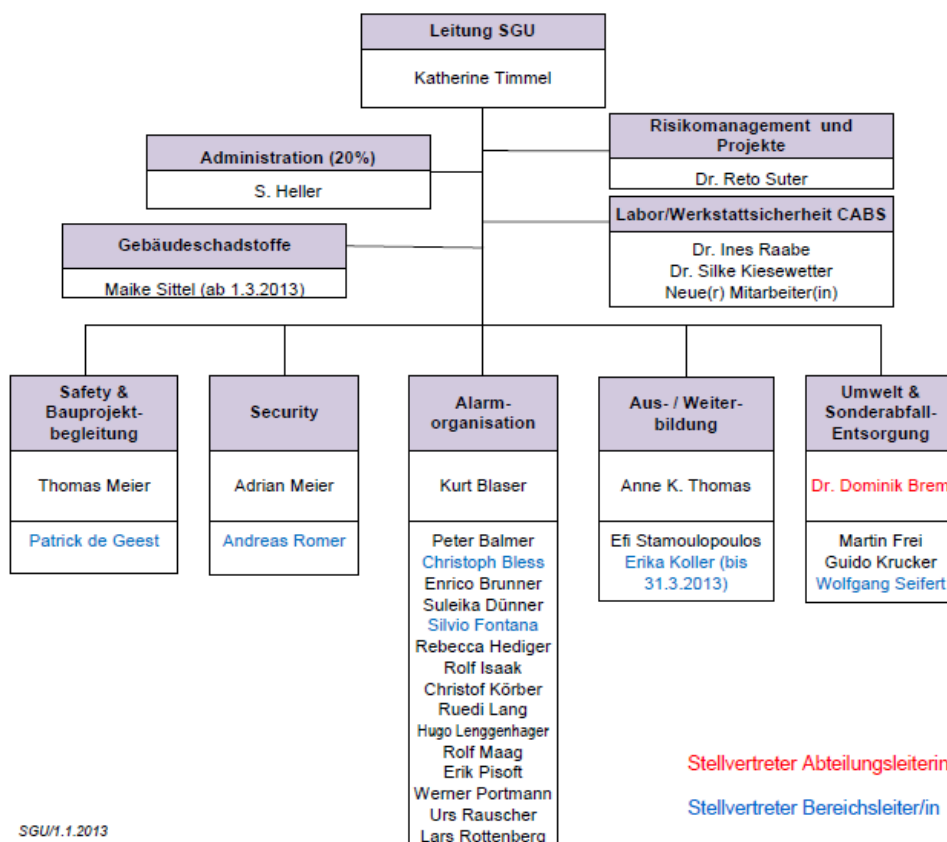 Leitung SGU
Katherine Timmel
Risikomanagement und
Projekte
Dr. Reto Suter
Administration (20%)
S. Heller
Labor/Werkstattsicherheit CABS
Dr. Ines Raabe
Dr. Silke Kiesewetter
Neue(r) Mitarbeiter(in)
Gebäudeschadstoffe
Maike Sittel (ab 1.3.2013)
Safety &
Bauprojekt-
begleitung
Thomas Meier
Patrick de Geest
Security
Adrian Meier
Andreas Romer
Alarm-
organisation
Kurt Blaser
Peter Balmer
Christoph Bless
Enrico Brunner
Suleika Dünner
Silvio Fontana
Rebecca Hediger
Rolf Isaak
Christof Körber
Ruedi Lang
Hugo Lenggenhager
Rolf Maag
Erik Pisoft
Werner Portmann
Urs Rauscher
Lars Rottenberg
Aus- / Weiter-
bildung
Anne K. Thomas
Efi Stamoulopoulos
Erika Koller (bis
31.3.2013)
Umwelt &
Sonderabfall-
Entsorgung
Dr. Dominik Brem
Martin Frei
Guido Krucker
Wolfgang Seifert
Stellvertreter Abteilungsleiterin
Stellvertreter Bereichsleiter/in
SGU/1.1.2013